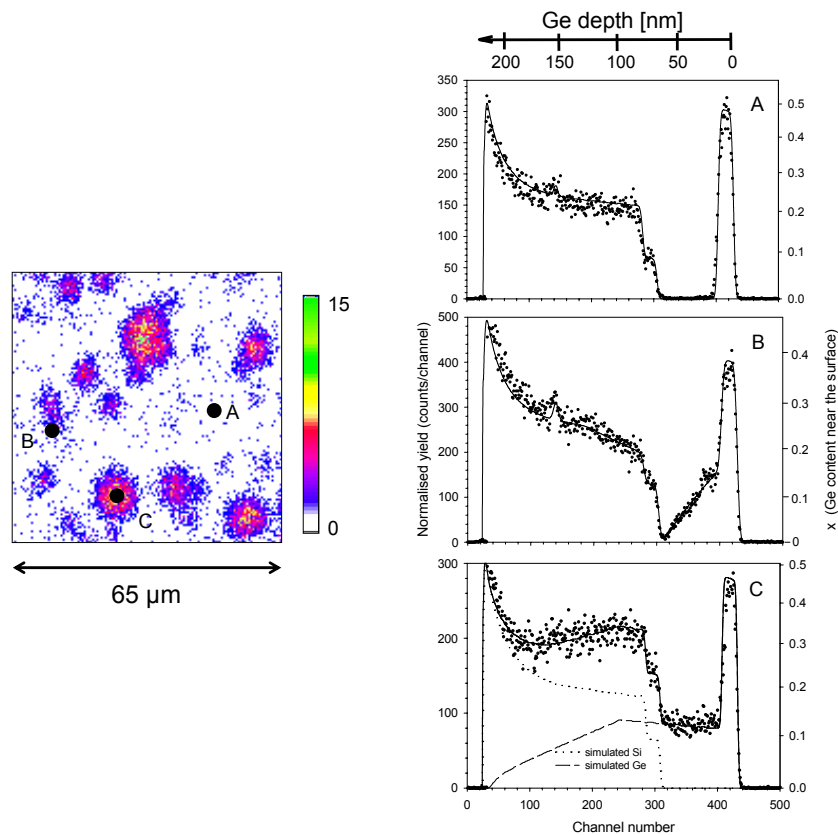 Ge depth [nm]
200 150 100 50 0
350
300
250
200
150
100
50
0
A
0.5
0.4
0.3
0.2
0.1
0.0
15
0
A
B
C
65 µm
Normalised yield (counts/channel)
x (Ge content near the surface)
500
400
300
200
100
0
B
0.4
0.3
0.2
0.1
0
300
200
100
0
C
0.5
0.4
0.3
0.2
0.1
0.0
simulated Si
simulated Ge
0 100 200 300 400 500
Channel number